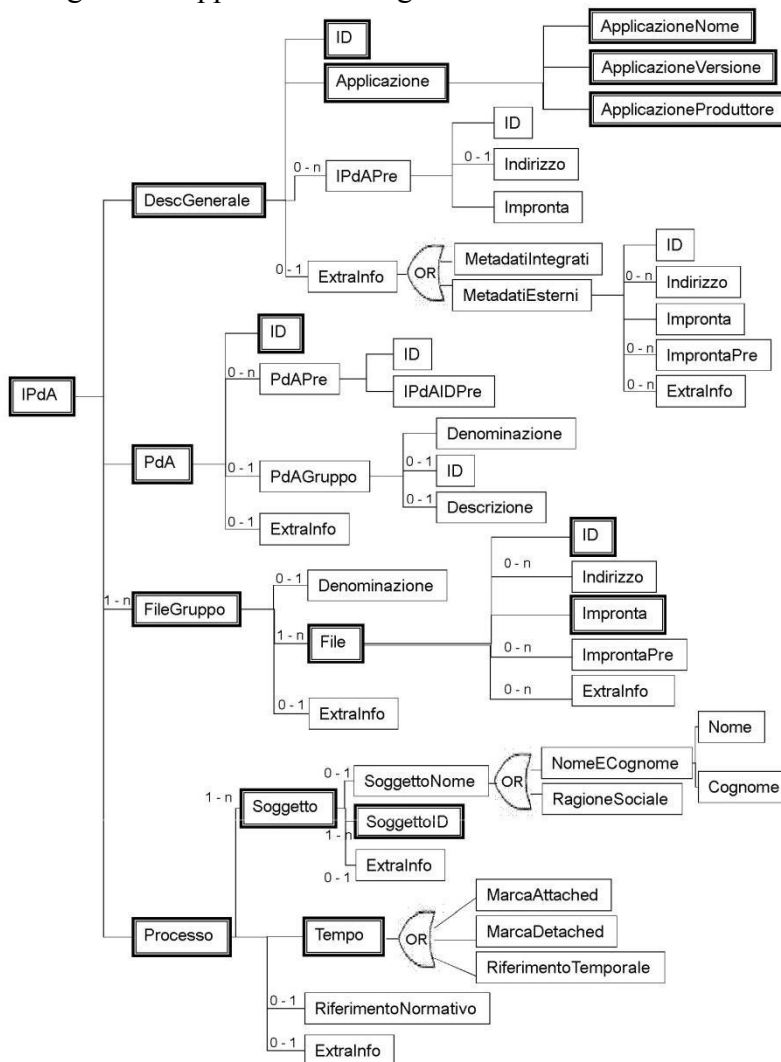 ID
Applicazione
ApplicazioneNome
ApplicazioneVersione
ApplicazioneProduttore
0 - n
IPdAPre
ID
0 - 1
Indirizzo
Impronta
DescGenerale
0 - 1
ExtraInfo
OR
MetadatiIntegrati
MetadatiEsterni
ID
0 - n
Indirizzo
Impronta
0 - n
ImprontaPre
0 - n
ExtraInfo
IPdA
PdA
ID
0 - n
PdAPre
ID
IPdAIDPre
0 - 1
PdAGruppo
Denominazione
0 - 1
ID
0 - 1
Descrizione
0 - 1
ExtraInfo
1 - n
FileGruppo
0 - 1
Denominazione
1 - n
File
ID
0 - n
Indirizzo
Impronta
0 - n
ImprontaPre
0 - n
ExtraInfo
0 - 1
ExtraInfo
Processo
1 - n
Soggetto
0 - 1
SoggettoNome
OR
NomeECognome
Nome
Cognome
RagioneSociale
1 - n
SoggettoID
0 - 1
ExtraInfo
Tempo
OR
MarcaAttached
MarcaDetached
RiferimentoTemporale
0 - 1
RiferimentoNormativo
0 - 1
ExtraInfo